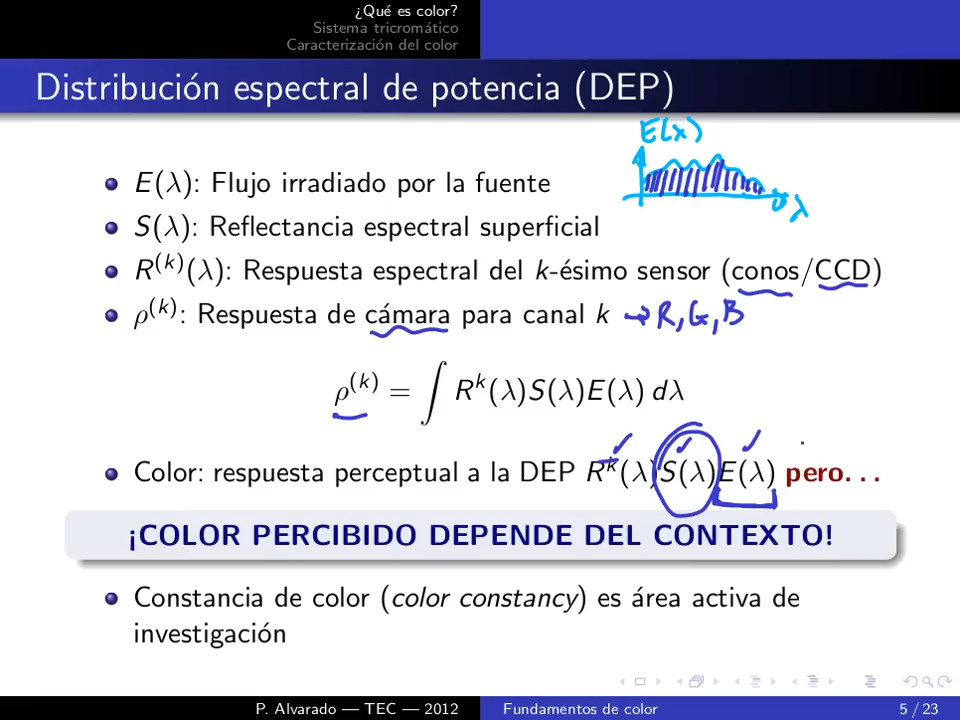 ¿Qué es color?
Sistema tricromático
Caracterización del color
Distribución espectral de potencia (DEP)
E(x)
λ
E(λ): Flujo irradiado por la fuente
S(λ): Reflectancia espectral superficial
R^(k)(λ): Respuesta espectral del k-ésimo sensor (conos/CCD)
ρ^(k): Respuesta de cámara para canal k → R, G, B
ρ^(k) = ∫ R^k(λ)S(λ)E(λ) dλ
Color: respuesta perceptual a la DEP R^k(λ)S(λ)E(λ) pero...
¡COLOR PERCIBIDO DEPENDE DEL CONTEXTO!
Constancia de color (color constancy) es área activa de
investigación
P. Alvarado — TEC — 2012 Fundamentos de color 5 / 23